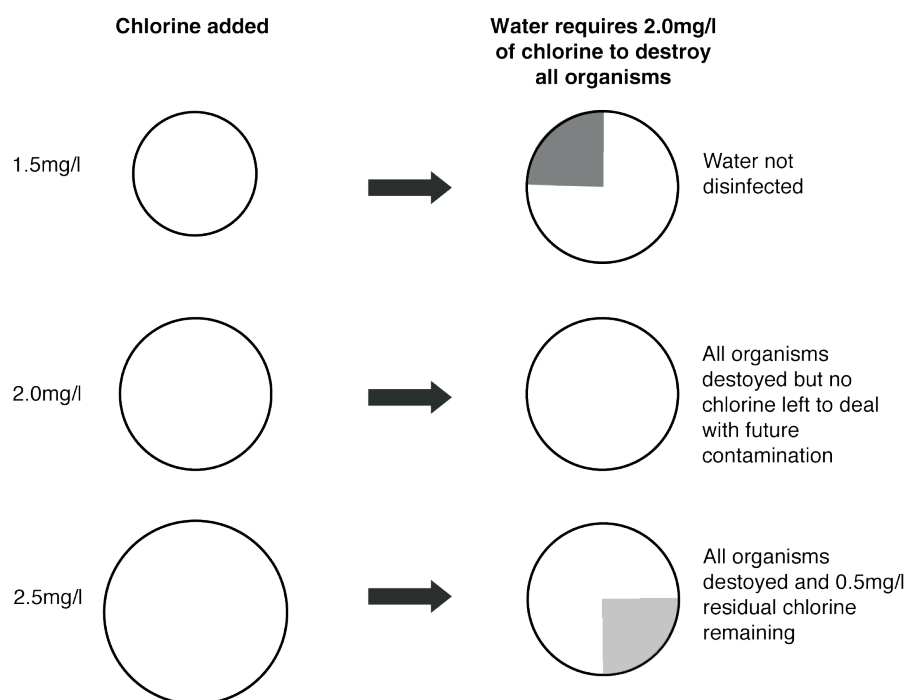 Chlorine added
Water requires 2.0mg/l
of chlorine to destroy
all organisms
1.5mg/l
Water not
disinfected
2.0mg/l
All organisms
destoyed but no
chlorine left to deal
with future
contamination
2.5mg/l
All organisms
destoyed and 0.5mg/l
residual chlorine
remaining